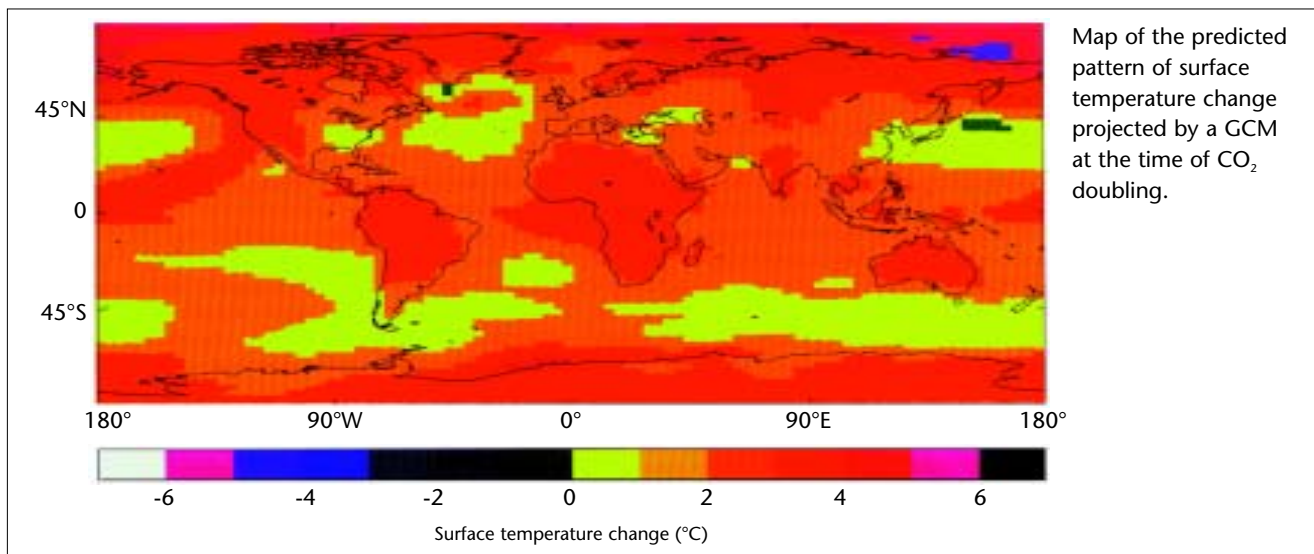 Map of the predicted
pattern of surface
temperature change
projected by a GCM
at the time of CO₂
doubling.
45°N
0
45°S
180° 90°W 0° 90°E 180°
-6 -4 -2 0 2 4 6
Surface temperature change (°C)